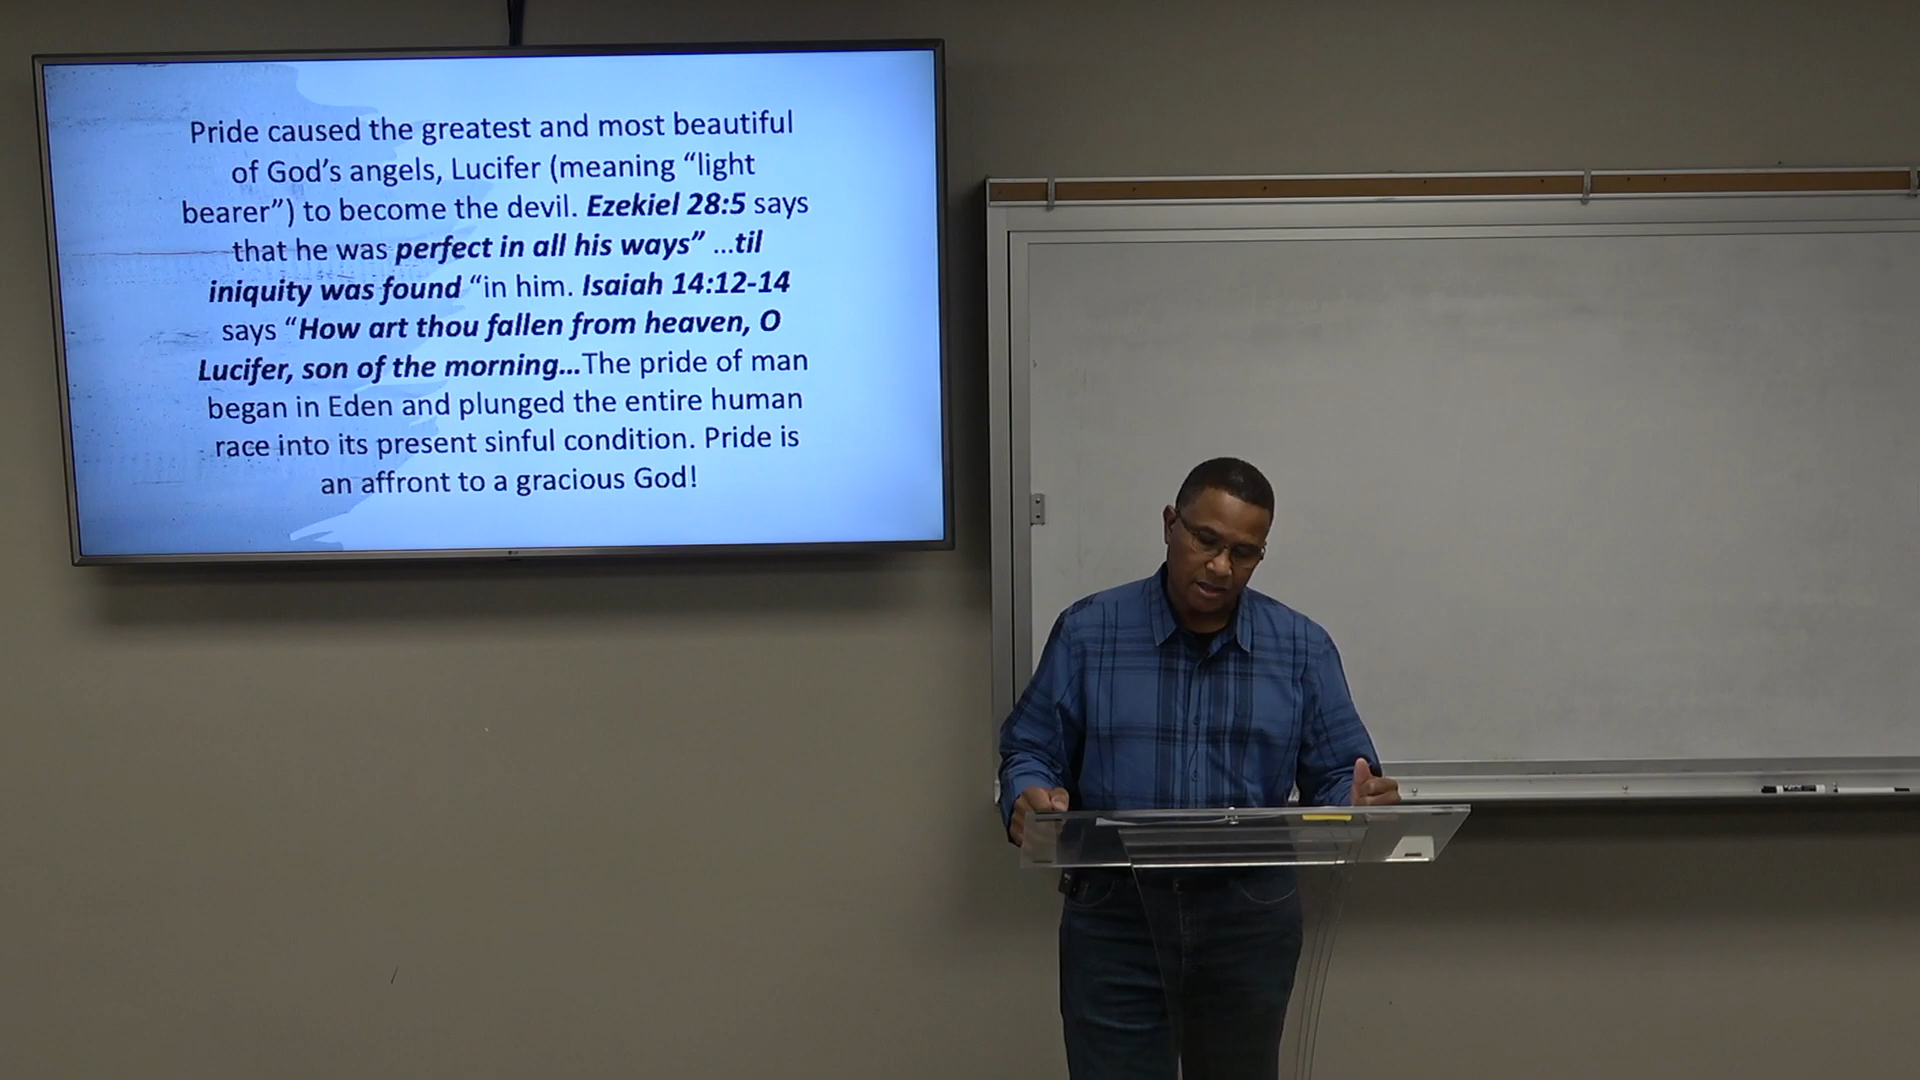 Pride caused the greatest and most beautiful
of God’s angels, Lucifer (meaning “light
bearer”) to become the devil. Ezekiel 28:5 says
that he was perfect in all his ways” ...til
iniquity was found “in him. Isaiah 14:12-14
says “How art thou fallen from heaven, O
Lucifer, son of the morning...The pride of man
began in Eden and plunged the entire human
race into its present sinful condition. Pride is
an affront to a gracious God!
LG